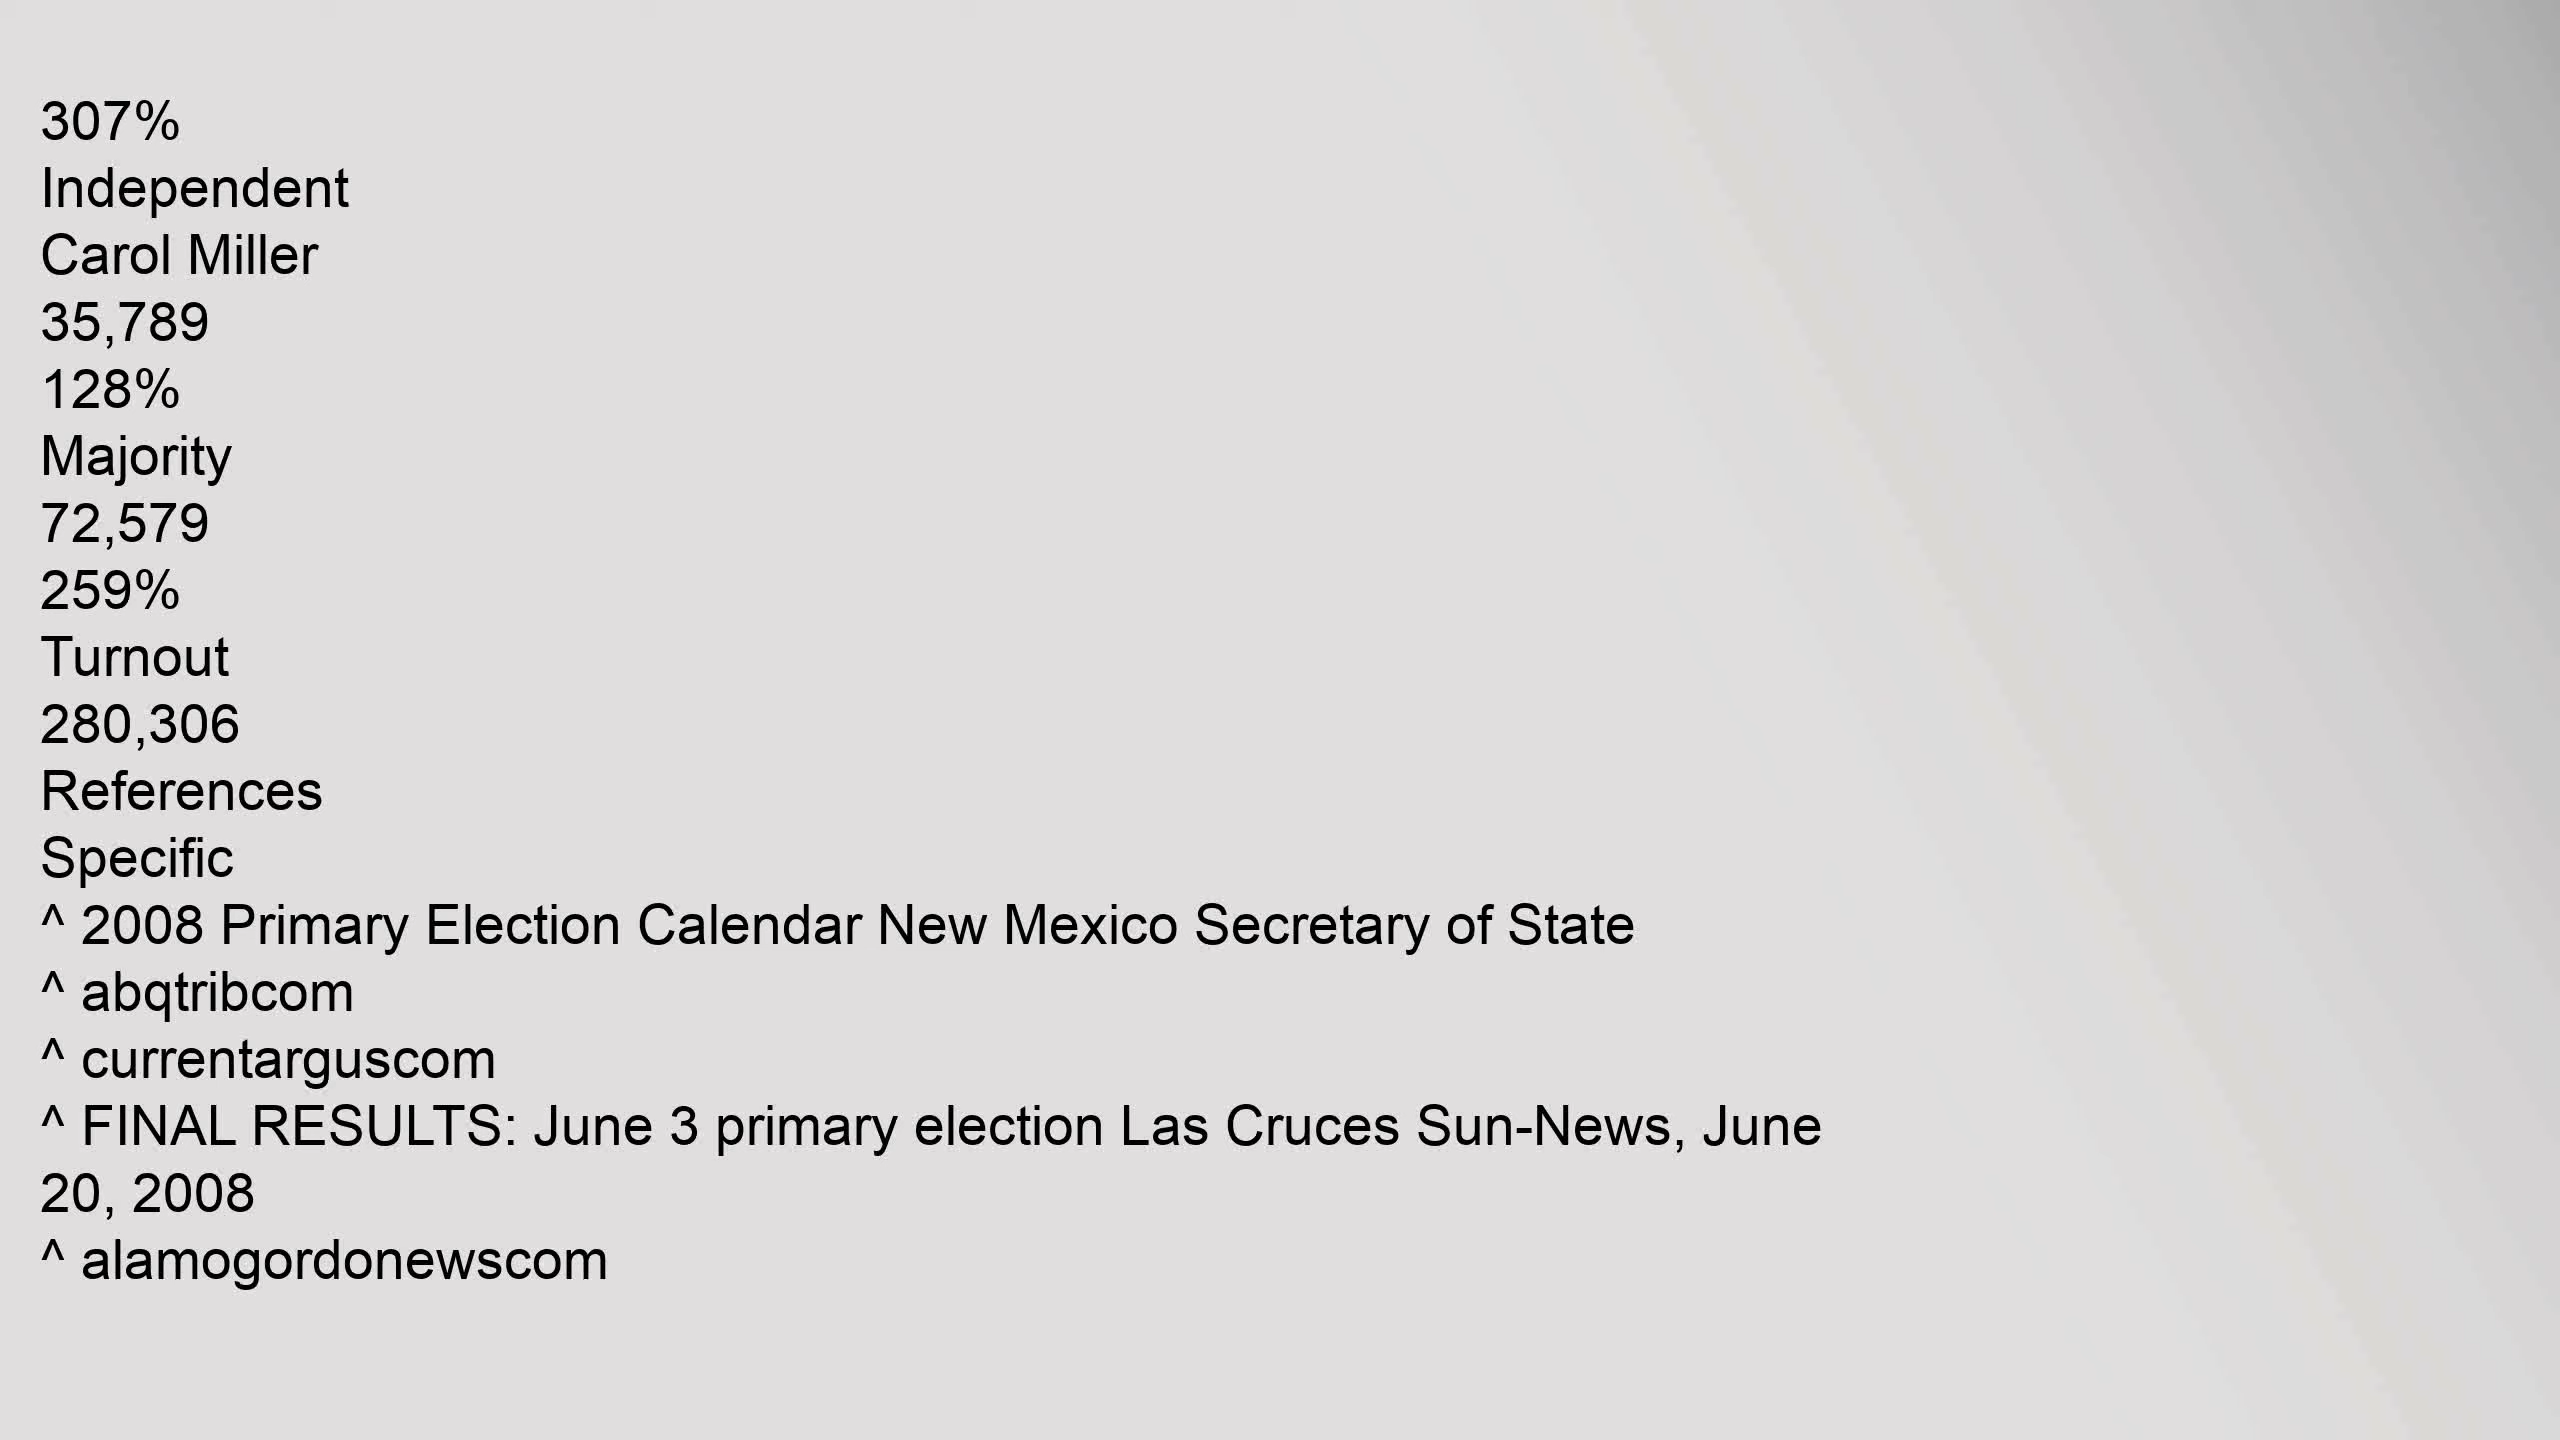 307%
Independent
Carol Miller
35,789
128%
Majority
72,579
259%
Turnout
280,306
References
Specific
^ 2008 Primary Election Calendar New Mexico Secretary of State
^ abqtribcom
^ currentarguscom
^ FINAL RESULTS: June 3 primary election Las Cruces Sun-News, June
20, 2008
^ alamogordonewscom